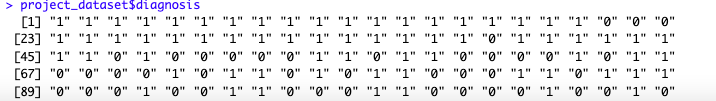 > project_dataset$diagnosis
[1] "1" "1" "1" "1" "1" "1" "1" "1" "1" "1" "1" "1" "1" "1" "1" "1" "1" "1" "1" "0" "0" "0"
[23] "1" "1" "1" "1" "1" "1" "1" "1" "1" "1" "1" "1" "1" "1" "1" "0" "1" "1" "1" "1" "1" "1"
[45] "1" "1" "0" "1" "0" "0" "0" "0" "0" "1" "1" "0" "0" "0" "1" "1" "1" "1" "0" "1" "1"
[67] "0" "0" "0" "0" "1" "0" "1" "1" "0" "1" "0" "1" "1" "0" "0" "0" "1" "1" "0" "1" "1" "1"
[89] "0" "0" "0" "1" "0" "0" "1" "1" "0" "0" "0" "1" "1" "0" "0" "0" "0" "1" "0" "0" "1" "0"